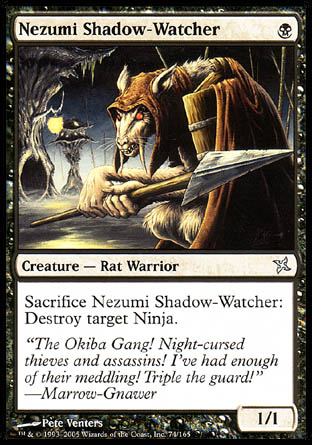 Nezumi Shadow-Watcher
Creature — Rat Warrior
Sacrifice Nezumi Shadow-Watcher:
Destroy target Ninja.
"The Okiba Gang! Night-cursed
thieves and assassins! I've had enough
of their meddling! Triple the guard!"
—Marrow-Gnawer
Pete Venters
™ & © 1993–2005 Wizards of the Coast, Inc. 74/165
1/1